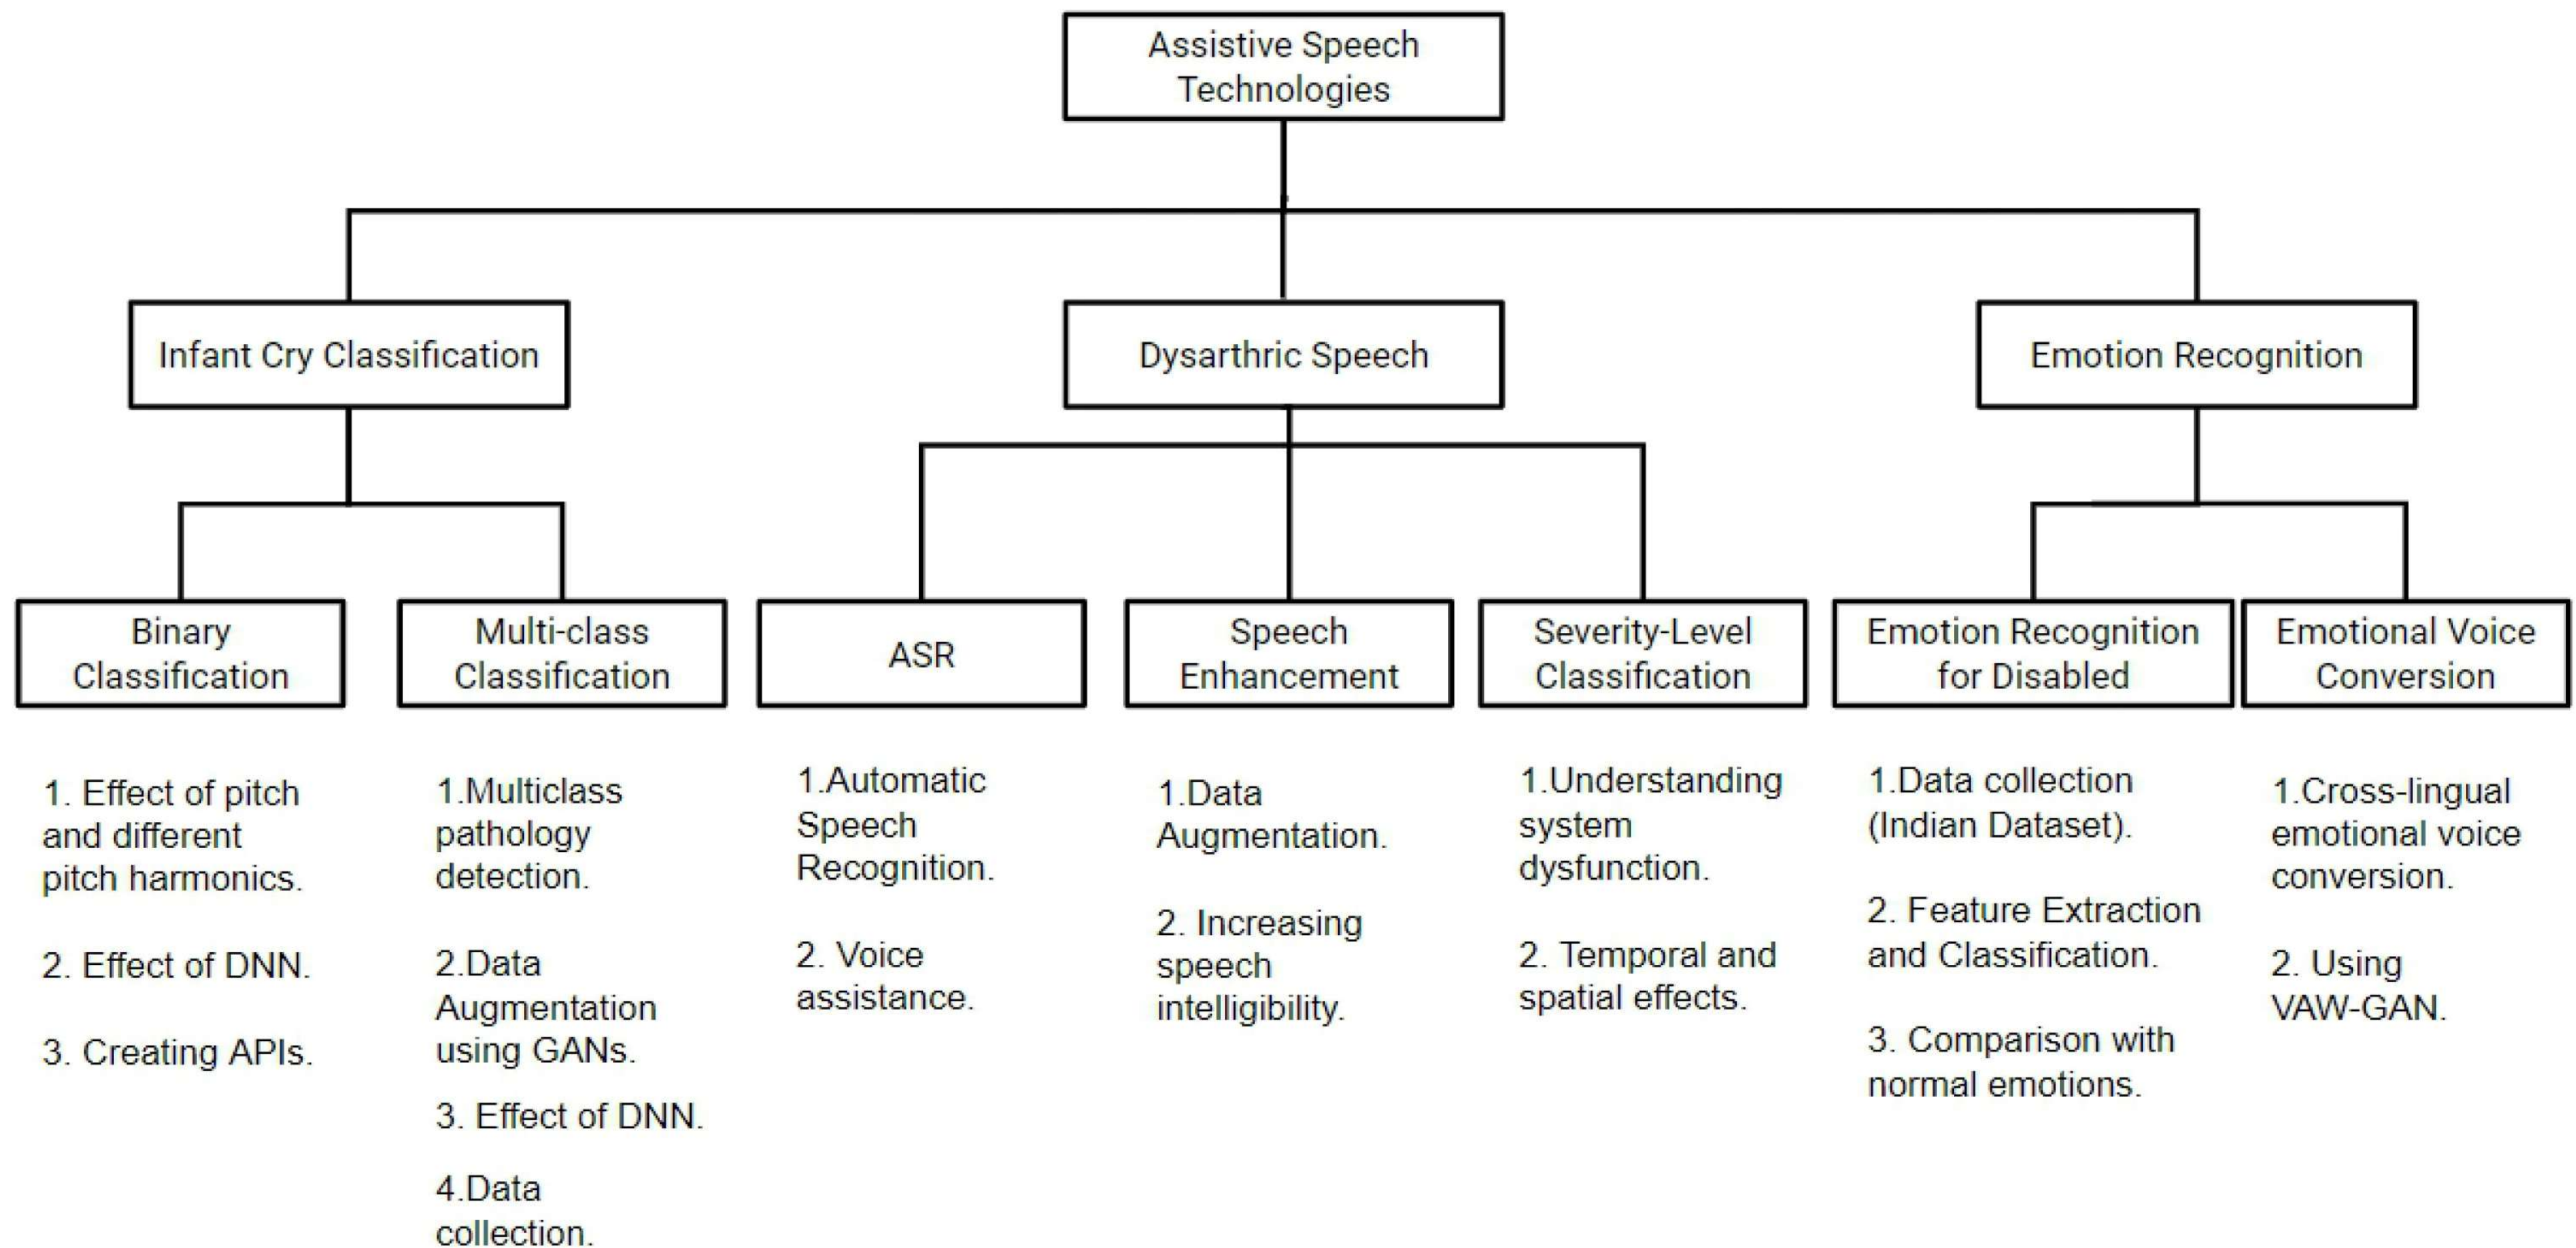 Assistive Speech
Technologies
Infant Cry Classification
Dysarthric Speech
Emotion Recognition
Binary
Classification
Multi-class
Classification
ASR
Speech
Enhancement
Severity-Level
Classification
Emotion Recognition
for Disabled
Emotional Voice
Conversion
1. Effect of pitch
and different
pitch harmonics.
2. Effect of DNN.
3. Creating APIs.
1.Multiclass
pathology
detection.
2.Data
Augmentation
using GANs.
3. Effect of DNN.
4.Data
collection.
1.Automatic
Speech
Recognition.
2. Voice
assistance.
1.Data
Augmentation.
2. Increasing
speech
intelligibility.
1.Understanding
system
dysfunction.
2. Temporal and
spatial effects.
1.Data collection
(Indian Dataset).
2. Feature Extraction
and Classification.
3. Comparison with
normal emotions.
1.Cross-lingual
emotional voice
conversion.
2. Using
VAW-GAN.